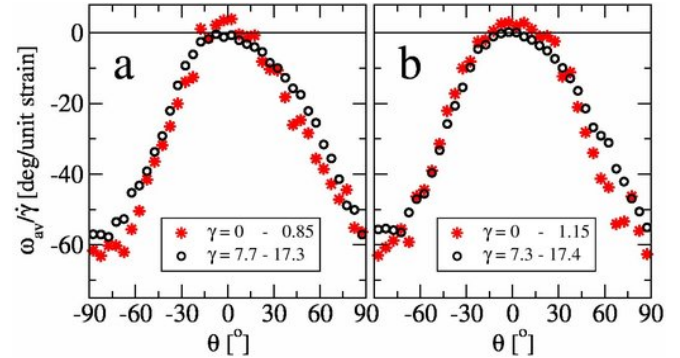 a
b
0
-20
-40
-60
ω_av/γ̇ [deg/unit strain]
γ = 0 - 0.85
γ = 7.7 - 17.3
γ = 0 - 1.15
γ = 7.3 - 17.4
-90 -60 -30 0 30 60 -90 -60 -30 0 30 60 90
θ [°] θ [°]